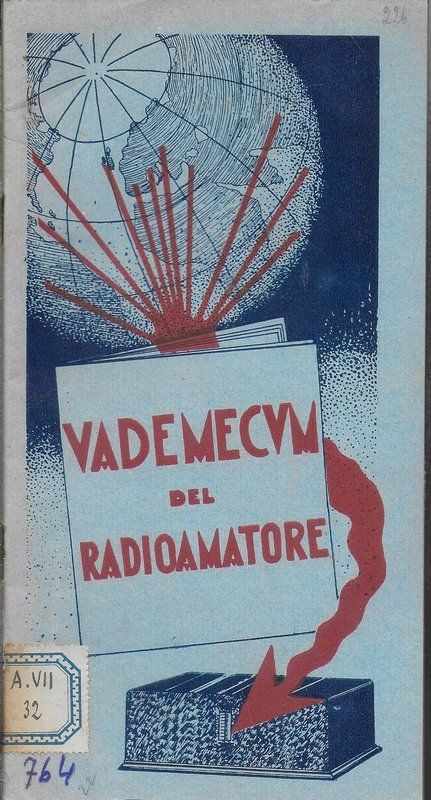 226
VADEMECVM
DEL
RADIOAMATORE
A.VII
32
764